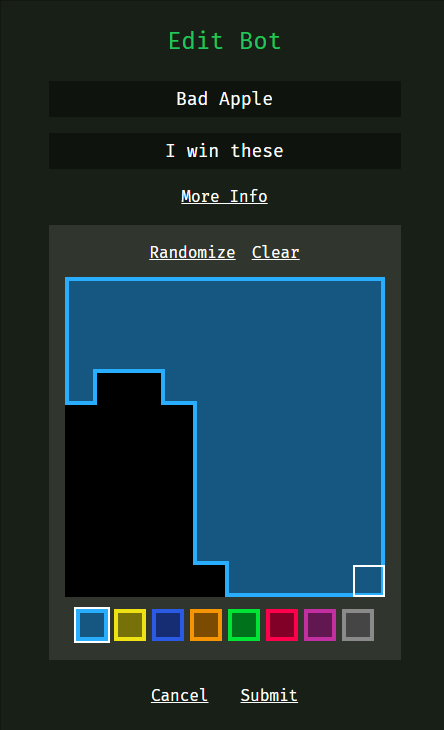 Edit Bot
Bad Apple
I win these
More Info
Randomize Clear
Cancel Submit